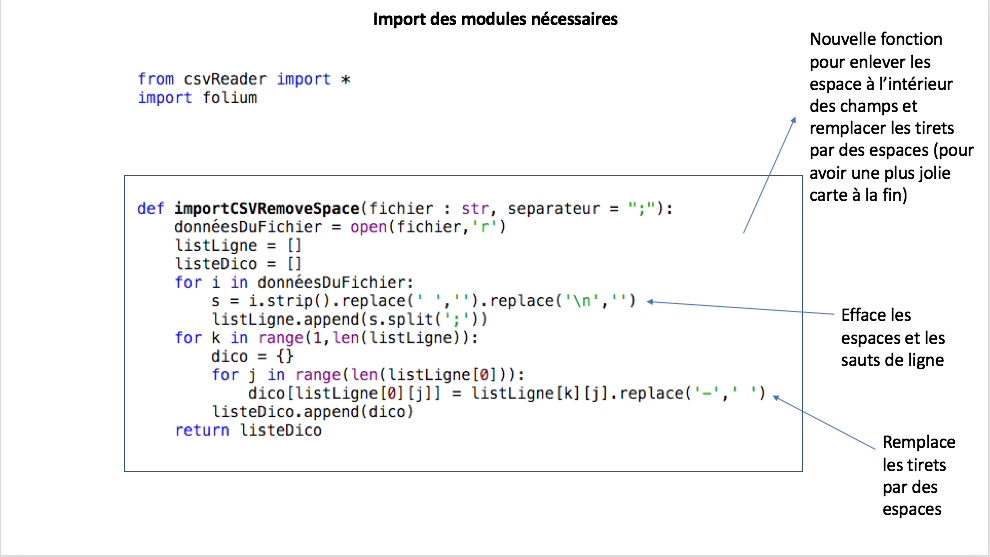 Import des modules nécessaires
from csvReader import *
import folium
Nouvelle fonction
pour enlever les
espace à l’intérieur
des champs et
remplacer les tirets
par des espaces (pour
avoir une plus jolie
carte à la fin)
def importCSVRemoveSpace(fichier : str, separateur = ";"):
    donnéesDuFichier = open(fichier,'r')
    listLigne = []
    listeDico = []
    for i in donnéesDuFichier:
        s = i.strip().replace(' ','').replace('\n','')
        listLigne.append(s.split(';'))
    for k in range(1,len(listLigne)):
        dico = {}
        for j in range(len(listLigne[0])):
            dico[listLigne[0][j]] = listLigne[k][j].replace('-',' ')
        listeDico.append(dico)
    return listeDico
Efface les
espaces et les
sauts de ligne
Remplace
les tirets
par des
espaces